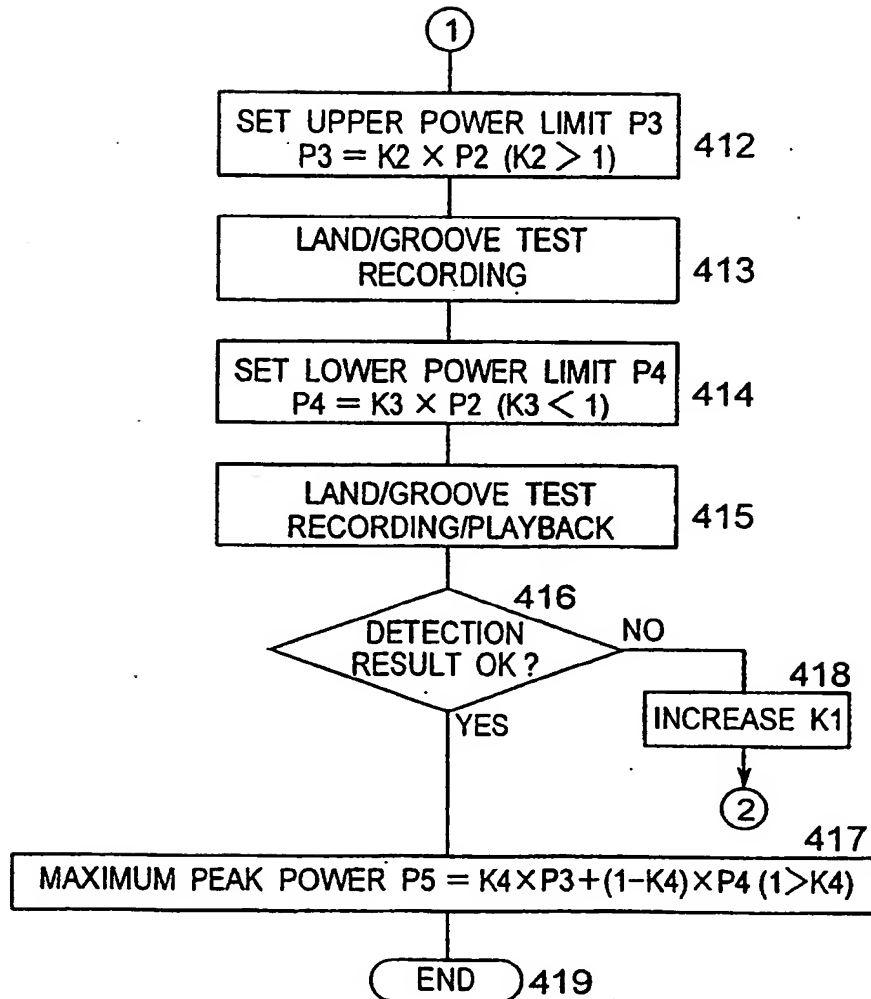 1
SET UPPER POWER LIMIT P3
P3 = K2 × P2 (K2 > 1)
412
LAND/GROOVE TEST
RECORDING
413
SET LOWER POWER LIMIT P4
P4 = K3 × P2 (K3 < 1)
414
LAND/GROOVE TEST
RECORDING/PLAYBACK
415
416
DETECTION
RESULT OK?
NO
YES
418
INCREASE K1
2
417
MAXIMUM PEAK POWER P5 = K4×P3+(1-K4)×P4 (1>K4)
END
419